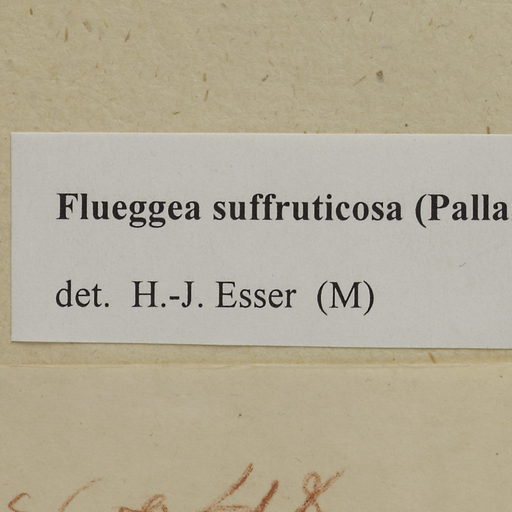 Flueggea suffruticosa (Palla
det. H.-J. Esser (M)